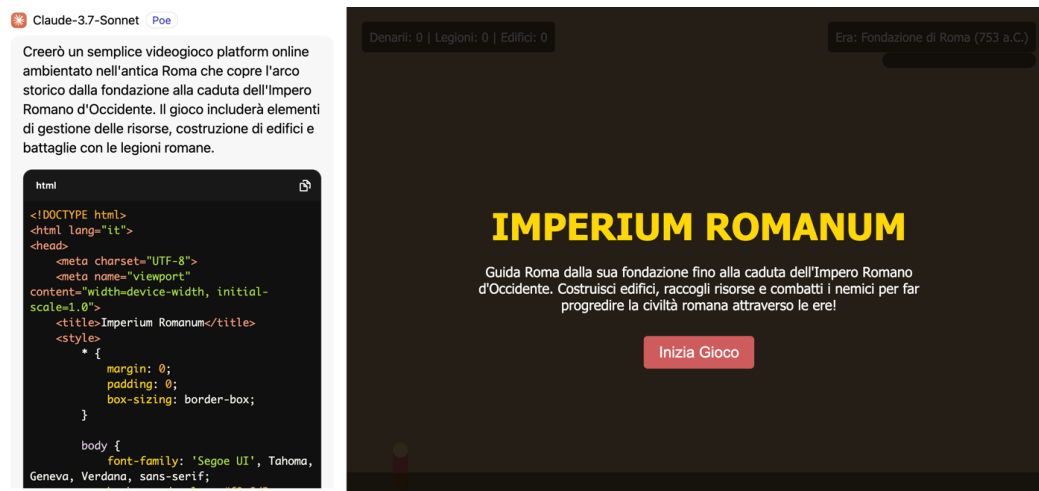 Claude-3.7-Sonnet Poe
Creerò un semplice videogioco platform online
ambientato nell'antica Roma che copre l'arco
storico dalla fondazione alla caduta dell'Impero
Romano d'Occidente. Il gioco includerà elementi
di gestione delle risorse, costruzione di edifici e
battaglie con le legioni romane.
html
<!DOCTYPE html>
<html lang="it">
<head>
<meta charset="UTF-8">
<meta name="viewport"
content="width=device-width, initial-
scale=1.0">
<title>Imperium Romanum</title>
<style>
* {
margin: 0;
padding: 0;
box-sizing: border-box;
}
body {
font-family: 'Segoe UI', Tahoma,
Geneva, Verdana, sans-serif;
Denarii: 0 | Legioni: 0 | Edifici: 0
Era: Fondazione di Roma (753 a.C.)
IMPERIUM ROMANUM
Guida Roma dalla sua fondazione fino alla caduta dell'Impero Romano
d'Occidente. Costruisci edifici, raccogli risorse e combatti i nemici per far
progredire la civiltà romana attraverso le ere!
Inizia Gioco